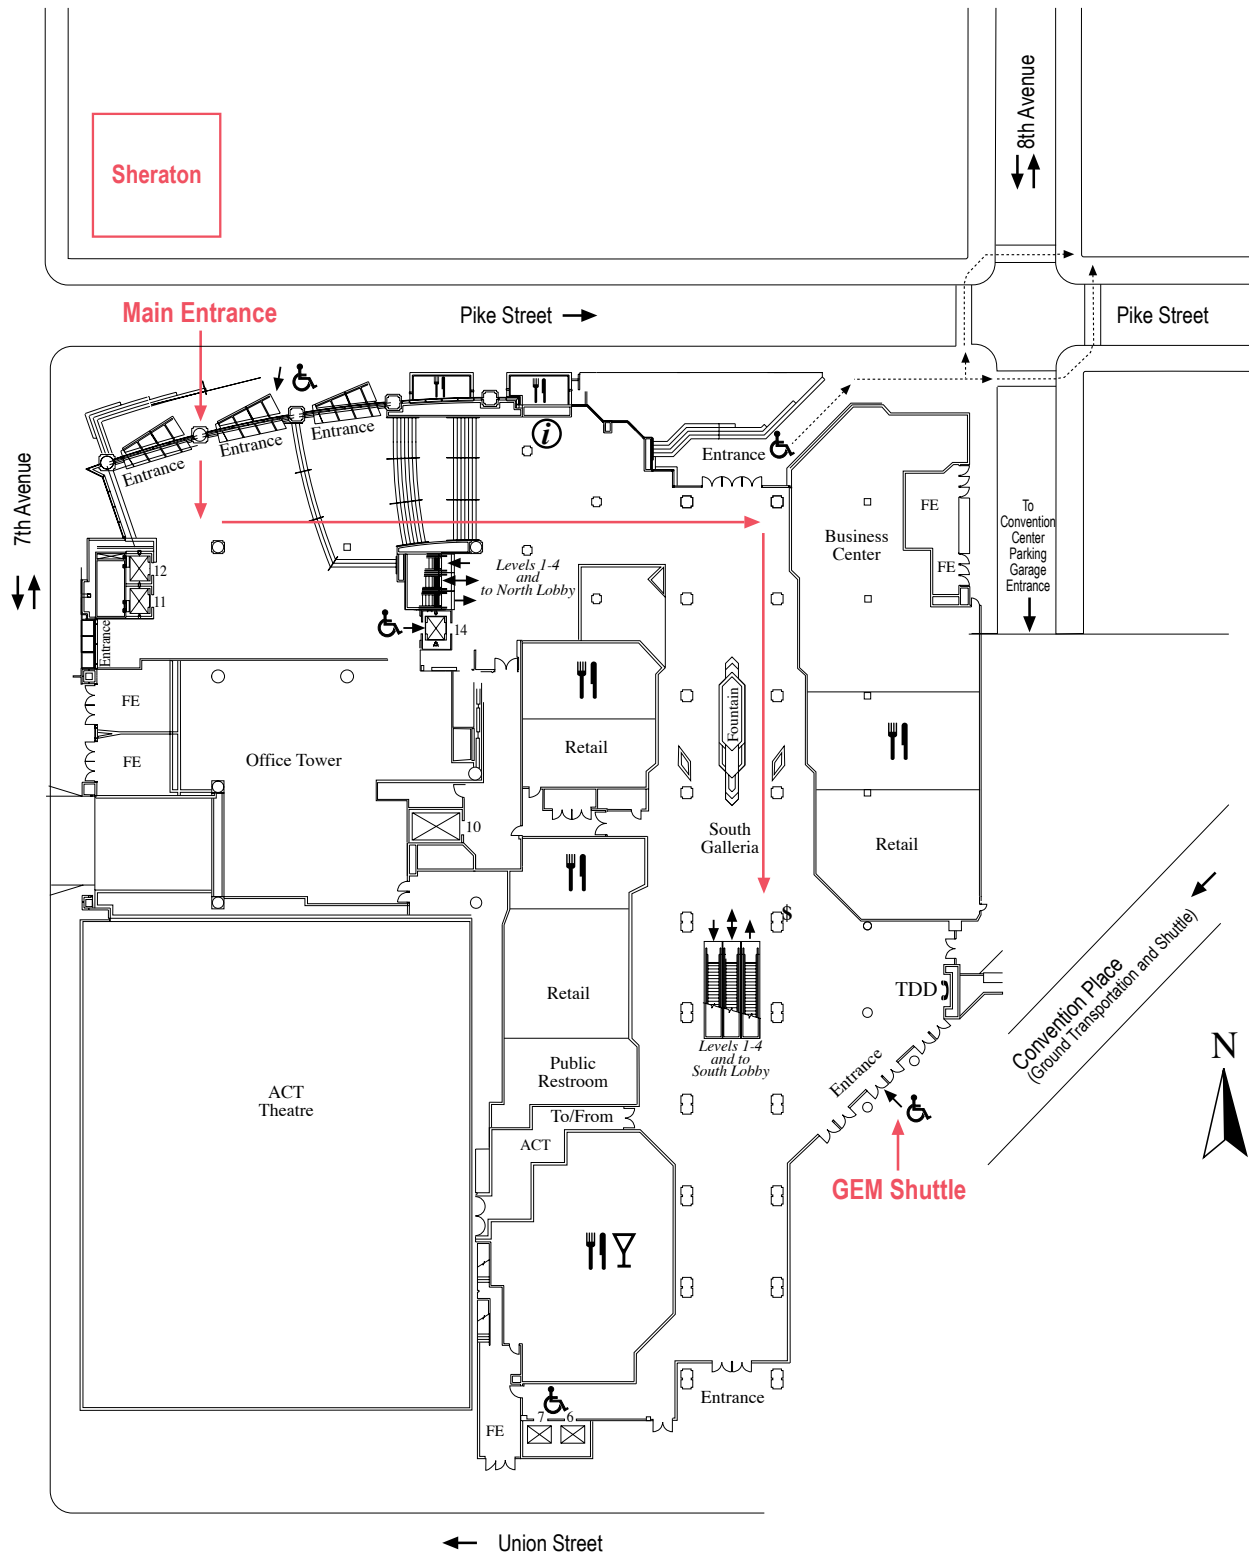 8th Avenue
Sheraton
Main Entrance
Pike Street
Pike Street
7th Avenue
i
Entrance
Entrance
Entrance
Entrance
FE
To
Convention
Center
Parking
Garage
Entrance
Business
Center
FE
Levels 1-4
and
to North Lobby
12
11
14
Entrance
FE
FE
Office Tower
Retail
Fountain
10
South
Galleria
Retail
$
Retail
TDD
Convention Place
(Ground Transportation and Shuttle)
Levels 1-4
and to
South Lobby
Entrance
N
ACT
Theatre
Public
Restroom
To/From
ACT
GEM Shuttle
Entrance
7
6
FE
Union Street